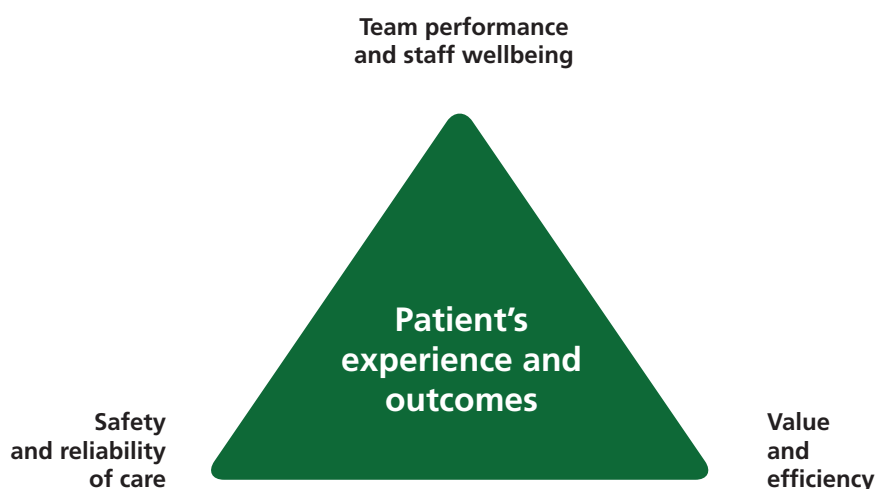 Team performance
and staff wellbeing
Patient’s
experience and
outcomes
Safety
and reliability
of care
Value
and
efficiency